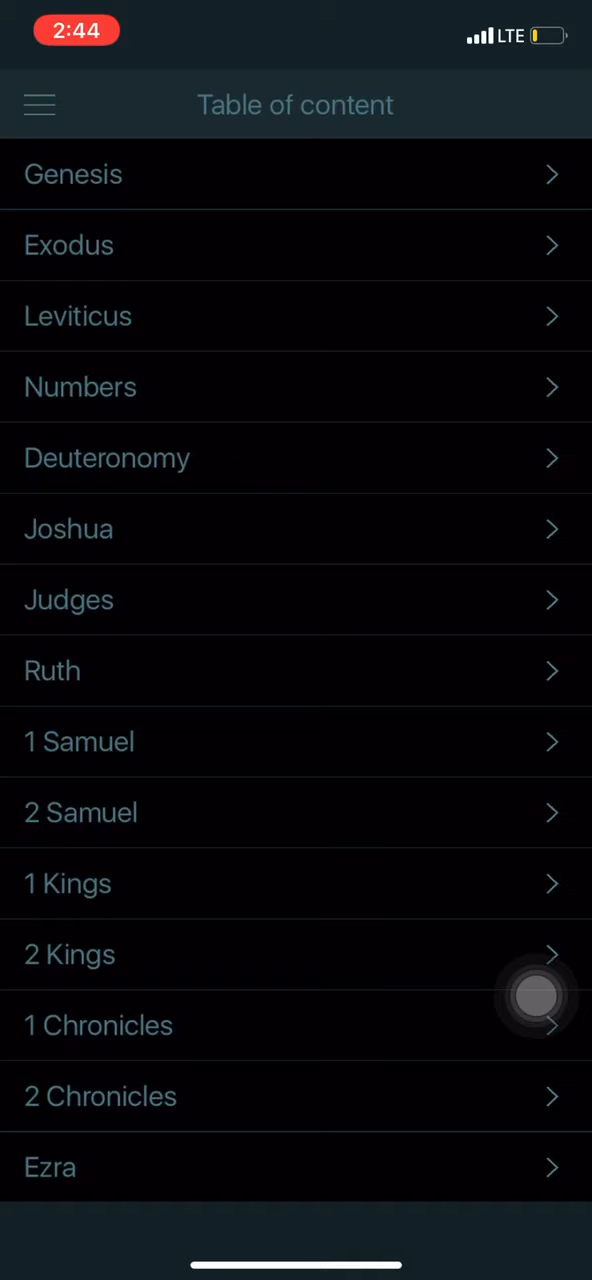 2:44
LTE
Table of content
Genesis
Exodus
Leviticus
Numbers
Deuteronomy
Joshua
Judges
Ruth
1 Samuel
2 Samuel
1 Kings
2 Kings
1 Chronicles
2 Chronicles
Ezra